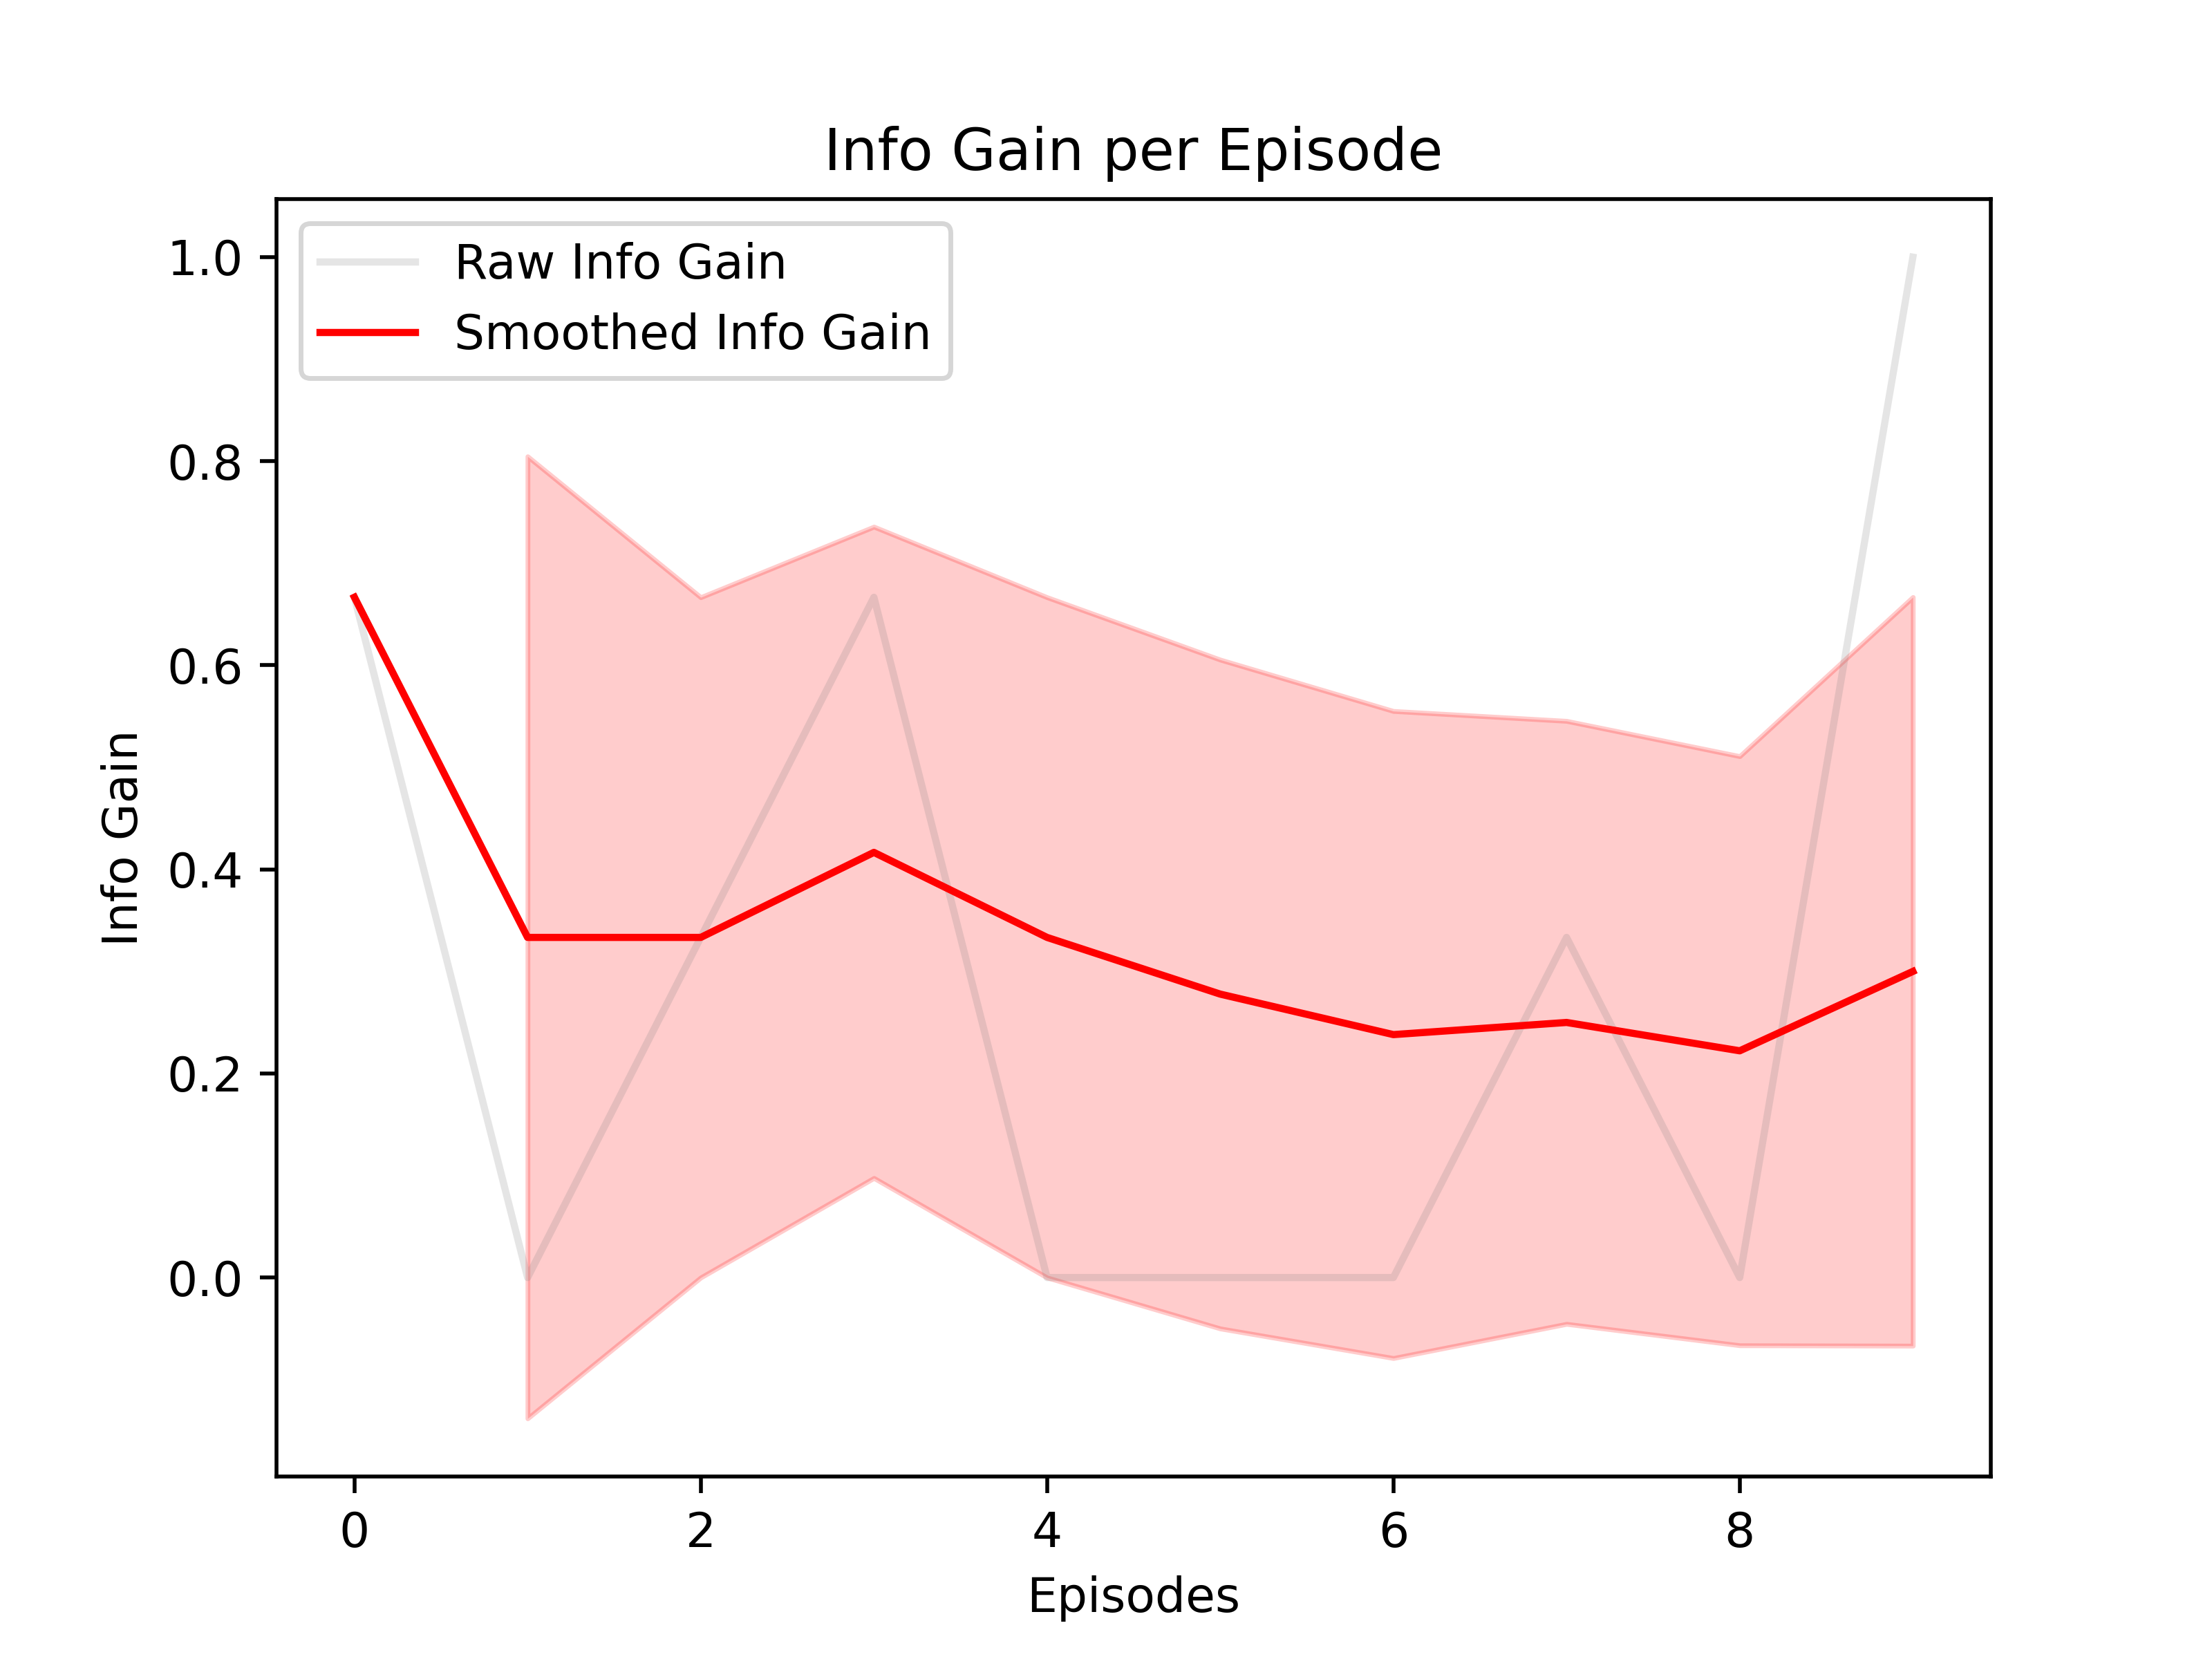 Info Gain per Episode
Raw Info Gain
Smoothed Info Gain
1.0
0.8
0.6
0.4
0.2
0.0
Info Gain
0 2 4 6 8
Episodes